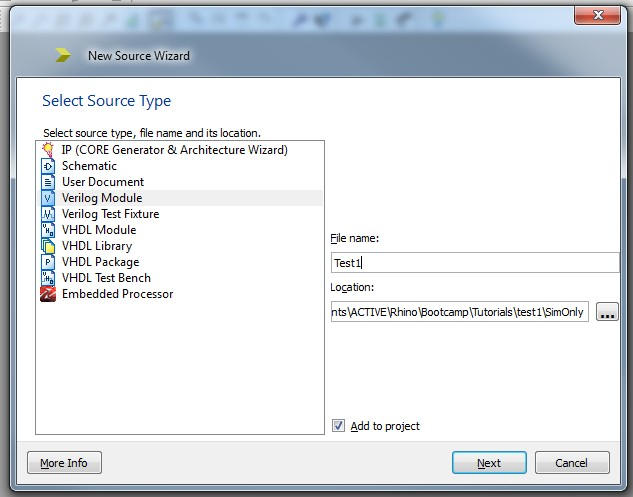 New Source Wizard
Select Source Type
Select source type, file name and its location.
IP (CORE Generator & Architecture Wizard)
Schematic
User Document
Verilog Module
Verilog Test Fixture
VHDL Module
VHDL Library
VHDL Package
VHDL Test Bench
Embedded Processor
File name:
Test1
Location:
nts\ACTIVE\Rhino\Bootcamp\Tutorials\test1\SimOnly
...
Add to project
More Info
Next
Cancel